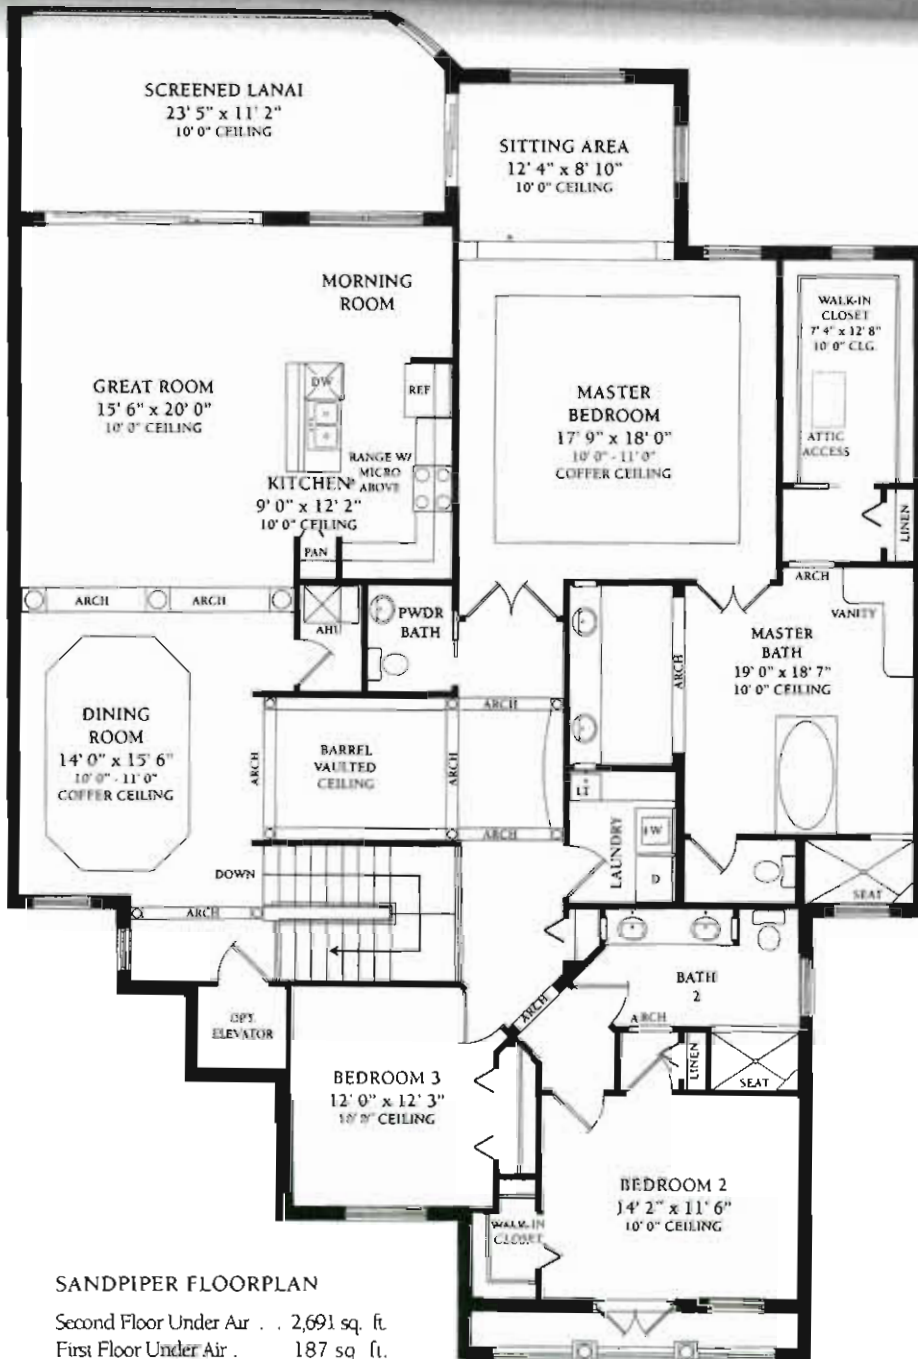 SCREENED LANAI
23' 5" x 11' 2"
10' 0" CEILING
SITTING AREA
12' 4" x 8' 10"
10' 0" CEILING
MORNING
ROOM
WALK-IN
CLOSET
7' 4" x 12' 8"
10' 0" CLG.
ATTIC
ACCESS
GREAT ROOM
15' 6" x 20' 0"
10' 0" CEILING
DW
REF
RANGE W/
MICRO
ABOVE
KITCHEN
9' 0" x 12' 2"
10' 0" CEILING
PAN
MASTER
BEDROOM
17' 9" x 18' 0"
10' 0" - 11' 0"
COFFER CEILING
LINEN
ARCH
VANITY
ARCH
ARCH
AHU
PWDR
BATH
MASTER
BATH
19' 0" x 18' 7"
10' 0" CEILING
ARCH
DINING
ROOM
14' 0" x 15' 6"
10' 0" - 11' 0"
COFFER CEILING
ARCH
BARREL
VAULTED
CEILING
ARCH
ARCH
ARCH
LT
LAUNDRY
W
D
SEAT
DOWN
ARCH
OPT.
ELEVATOR
ARCH
BATH
2
ARCH
LINEN
SEAT
BEDROOM 3
12' 0" x 12' 3"
10' 0" CEILING
BEDROOM 2
14' 2" x 11' 6"
10' 0" CEILING
WALK-IN
CLOSET
SANDPIPER FLOORPLAN
Second Floor Under Air . . 2,691 sq. ft.
First Floor Under Air . 187 sq. ft.